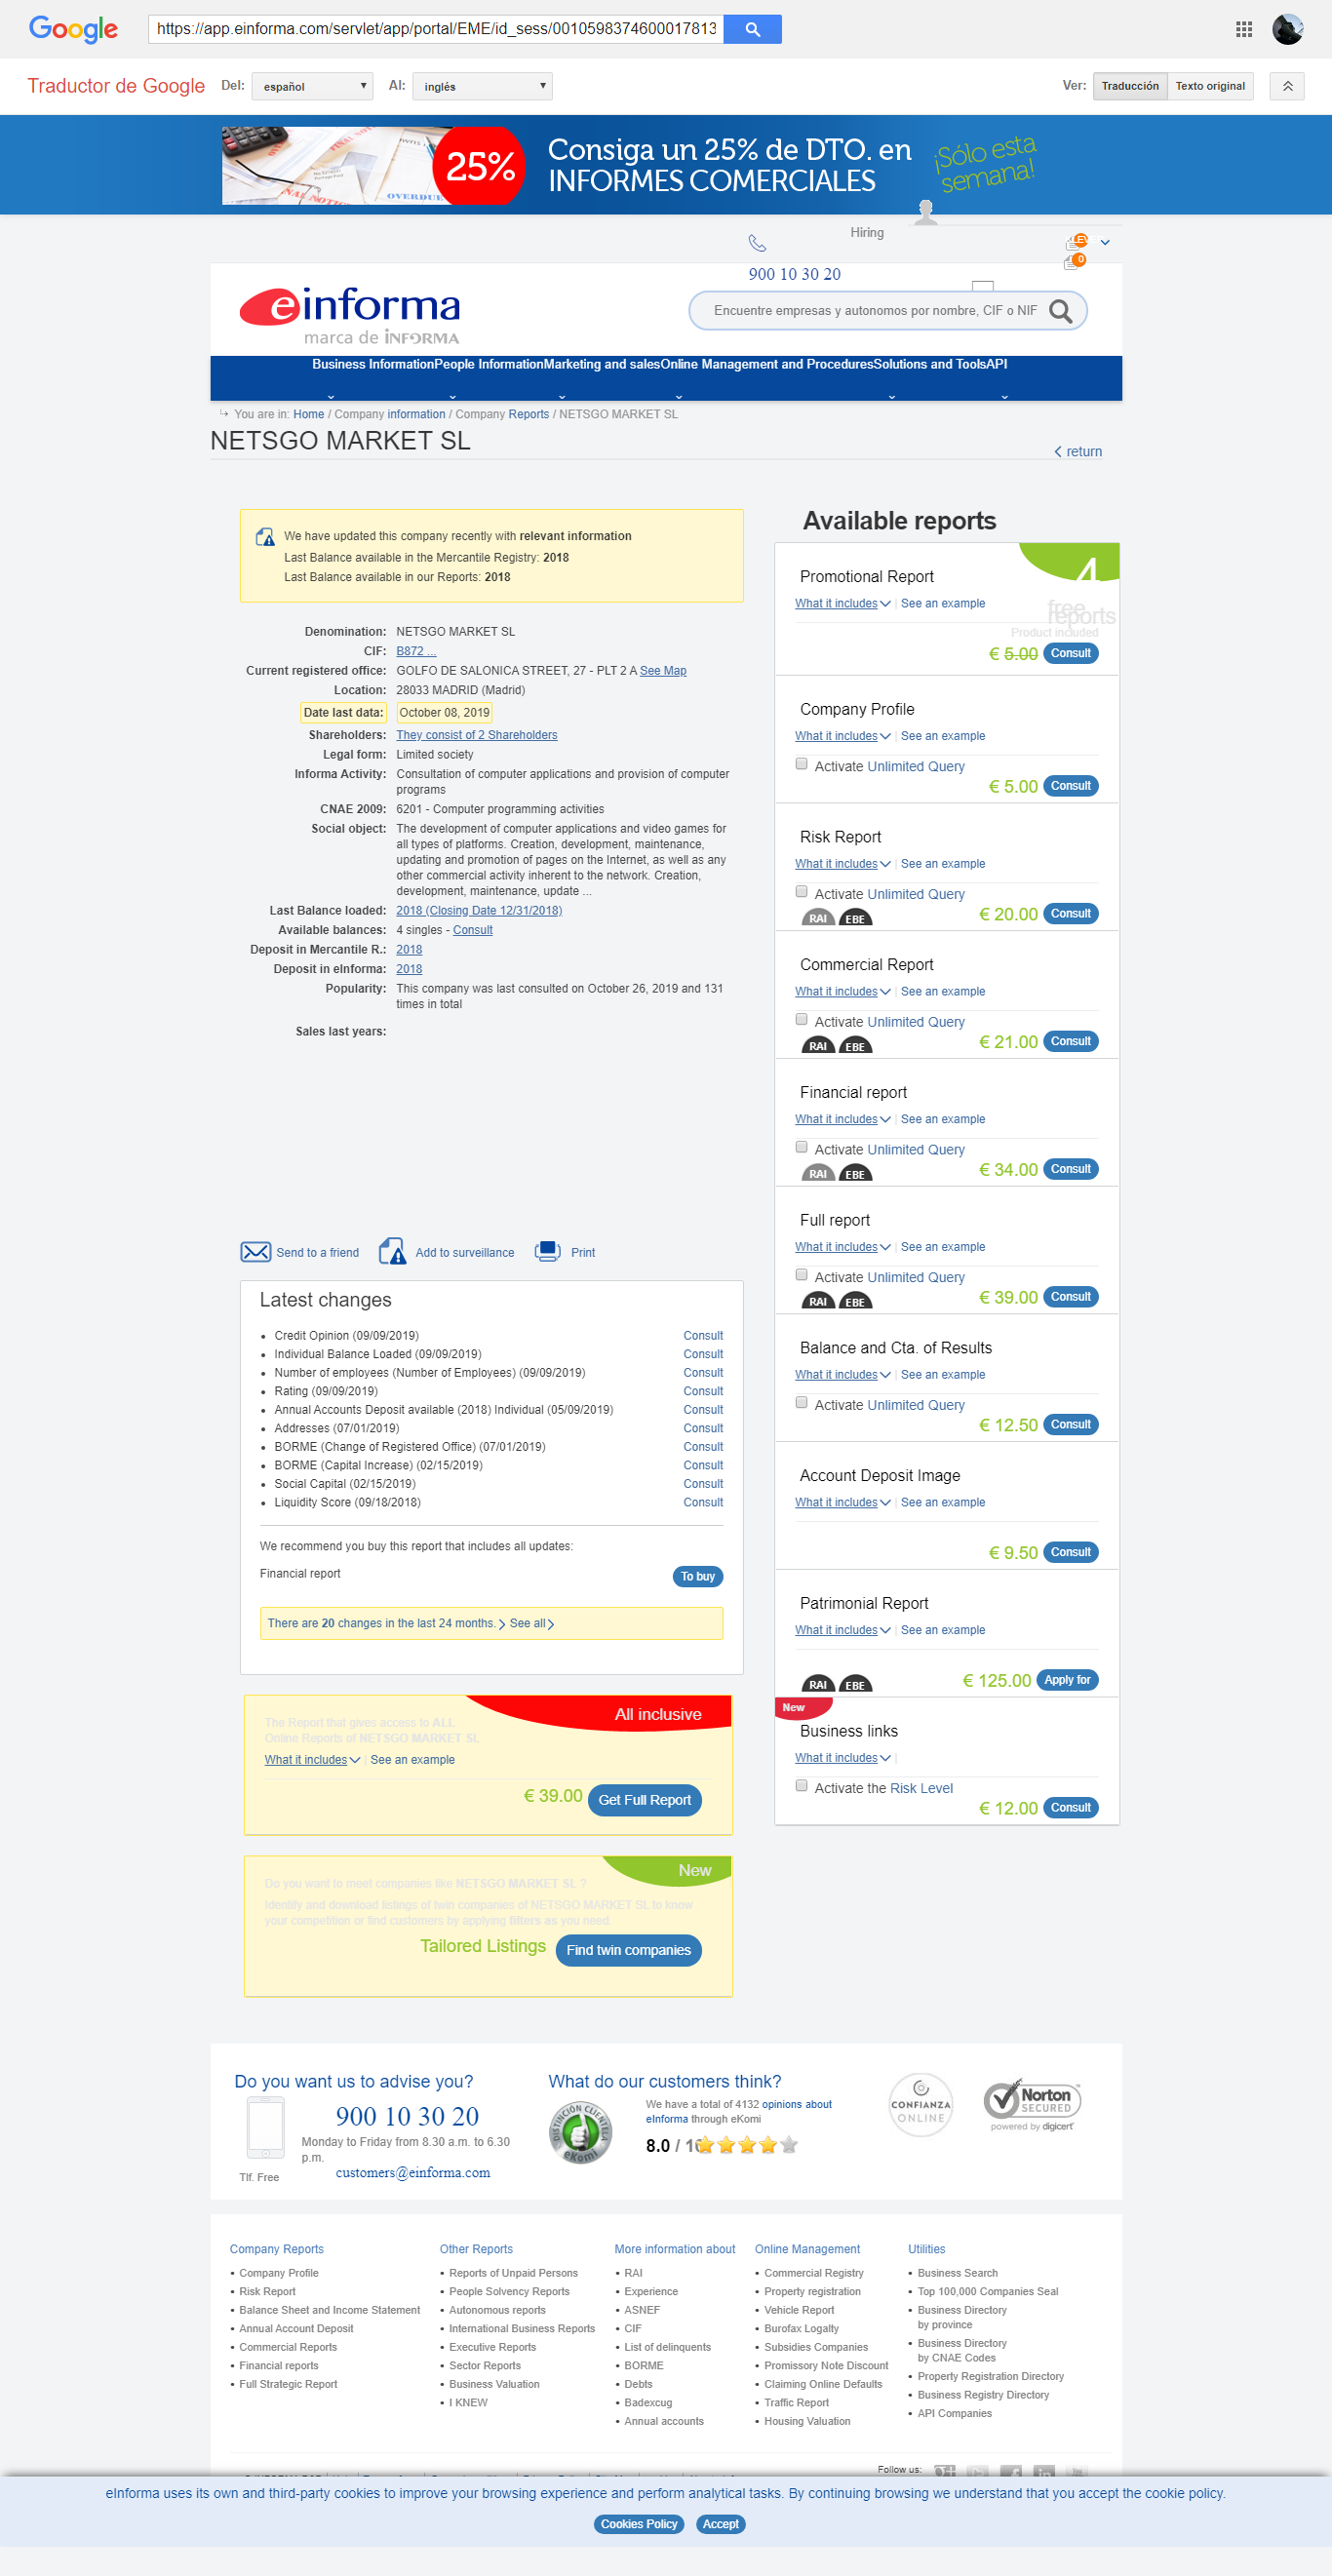 Google
https://app.einforma.com/servlet/app/portal/EME/id_sess/0010598374600017813
Traductor de Google
Del:
español
Al:
inglés
Ver:
Traducción
Texto original
25%
Consiga un 25% de DTO. en
INFORMES COMERCIALES
¡Sólo esta
semana!
Hiring
0
900 10 30 20
einforma
marca de INFORMA
Encuentre empresas y autonomos por nombre, CIF o NIF
Business InformationPeople InformationMarketing and salesOnline Management and ProceduresSolutions and ToolsAPI
You are in: Home / Company information / Company Reports / NETSGO MARKET SL
NETSGO MARKET SL
return
We have updated this company recently with relevant information
Last Balance available in the Mercantile Registry: 2018
Last Balance available in our Reports: 2018
Denomination: NETSGO MARKET SL
CIF: B872 ...
Current registered office: GOLFO DE SALONICA STREET, 27 - PLT 2 A See Map
Location: 28033 MADRID (Madrid)
Date last data: October 08, 2019
Shareholders: They consist of 2 Shareholders
Legal form: Limited society
Informa Activity: Consultation of computer applications and provision of computer
programs
CNAE 2009: 6201 - Computer programming activities
Social object: The development of computer applications and video games for
all types of platforms. Creation, development, maintenance,
updating and promotion of pages on the Internet, as well as any
other commercial activity inherent to the network. Creation,
development, maintenance, update ...
Last Balance loaded: 2018 (Closing Date 12/31/2018)
Available balances: 4 singles - Consult
Deposit in Mercantile R.: 2018
Deposit in eInforma: 2018
Popularity: This company was last consulted on October 26, 2019 and 131
times in total
Sales last years:
Send to a friend
Add to surveillance
Print
Latest changes
Credit Opinion (09/09/2019) Consult
Individual Balance Loaded (09/09/2019) Consult
Number of employees (Number of Employees) (09/09/2019) Consult
Rating (09/09/2019) Consult
Annual Accounts Deposit available (2018) Individual (05/09/2019) Consult
Addresses (07/01/2019) Consult
BORME (Change of Registered Office) (07/01/2019) Consult
BORME (Capital Increase) (02/15/2019) Consult
Social Capital (02/15/2019) Consult
Liquidity Score (09/18/2018) Consult
We recommend you buy this report that includes all updates:
Financial report
To buy
There are 20 changes in the last 24 months. See all
All inclusive
The Report that gives access to ALL
Online Reports of NETSGO MARKET SL
What it includes | See an example
€ 39.00 Get Full Report
New
Do you want to meet companies like NETSGO MARKET SL ?
Identify and download listings of twin companies of NETSGO MARKET SL to know
your competition or find customers by applying filters as you need.
Tailored Listings Find twin companies
Available reports
Promotional Report
4
free
reports
What it includes | See an example
Product included
€ 5.00 Consult
Company Profile
What it includes | See an example
Activate Unlimited Query
€ 5.00 Consult
Risk Report
What it includes | See an example
Activate Unlimited Query
RAI EBE € 20.00 Consult
Commercial Report
What it includes | See an example
Activate Unlimited Query
RAI EBE € 21.00 Consult
Financial report
What it includes | See an example
Activate Unlimited Query
RAI EBE € 34.00 Consult
Full report
What it includes | See an example
Activate Unlimited Query
RAI EBE € 39.00 Consult
Balance and Cta. of Results
What it includes | See an example
Activate Unlimited Query
€ 12.50 Consult
Account Deposit Image
What it includes | See an example
€ 9.50 Consult
Patrimonial Report
What it includes | See an example
RAI EBE € 125.00 Apply for
New
Business links
What it includes |
Activate the Risk Level
€ 12.00 Consult
Do you want us to advise you?
900 10 30 20
Monday to Friday from 8.30 a.m. to 6.30
p.m.
Tlf. Free
customers@einforma.com
What do our customers think?
DISTINCIÓN CLIENTELA
eKomi
We have a total of 4132 opinions about
eInforma through eKomi
8.0 / 10
CONFIANZA
ONLINE
Norton
SECURED
powered by digicert
Company Reports
Company Profile
Risk Report
Balance Sheet and Income Statement
Annual Account Deposit
Commercial Reports
Financial reports
Full Strategic Report
Other Reports
Reports of Unpaid Persons
People Solvency Reports
Autonomous reports
International Business Reports
Executive Reports
Sector Reports
Business Valuation
I KNEW
More information about
RAI
Experience
ASNEF
CIF
List of delinquents
BORME
Debts
Badexcug
Annual accounts
Online Management
Commercial Registry
Property registration
Vehicle Report
Burofax Logalty
Subsidies Companies
Promissory Note Discount
Claiming Online Defaults
Traffic Report
Housing Valuation
Utilities
Business Search
Top 100,000 Companies Seal
Business Directory
by province
Business Directory
by CNAE Codes
Property Registration Directory
Business Registry Directory
API Companies
Follow us:
eInforma uses its own and third-party cookies to improve your browsing experience and perform analytical tasks. By continuing browsing we understand that you accept the cookie policy.
Cookies Policy
Accept